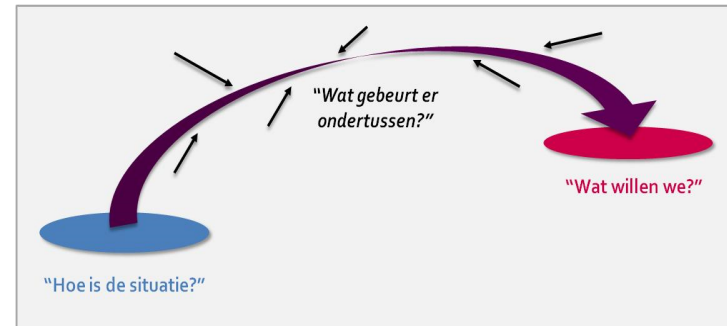 “Wat gebeurt er
ondertussen?”
“Wat willen we?”
“Hoe is de situatie?”